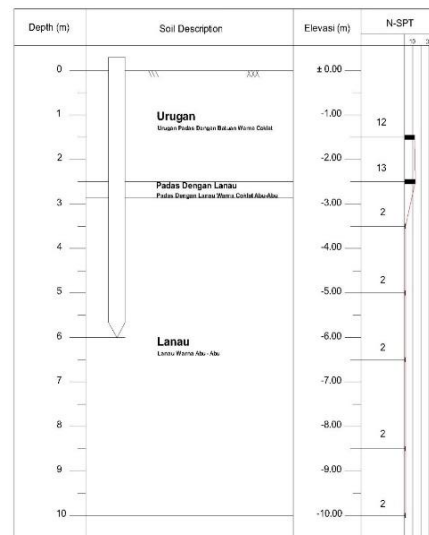 Depth (m) Soil Description Elevasi (m) N-SPT
10
0 ± 0.00
1 -1.00
Urugan 12
Urugan Padas Dengan Batuan Warna Coklat
2 -2.00
13
Padas Dengan Lanau
Padas Dengan Lanau Warna Coklat Abu-Abu
3 -3.00
2
4 -4.00
2
5 -5.00
6 -6.00
Lanau 2
Lanau Warna Abu - Abu
7 -7.00
8 -8.00
2
9 -9.00
2
10 -10.00